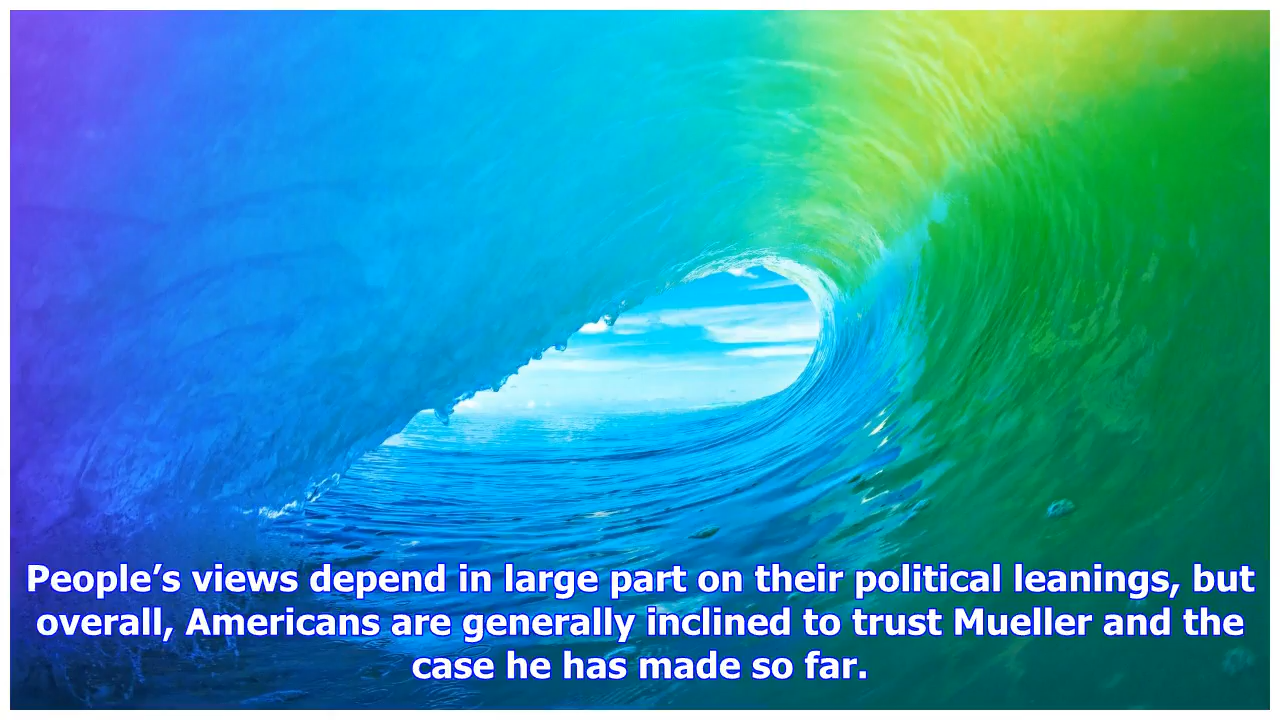 People’s views depend in large part on their political leanings, but
overall, Americans are generally inclined to trust Mueller and the
case he has made so far.